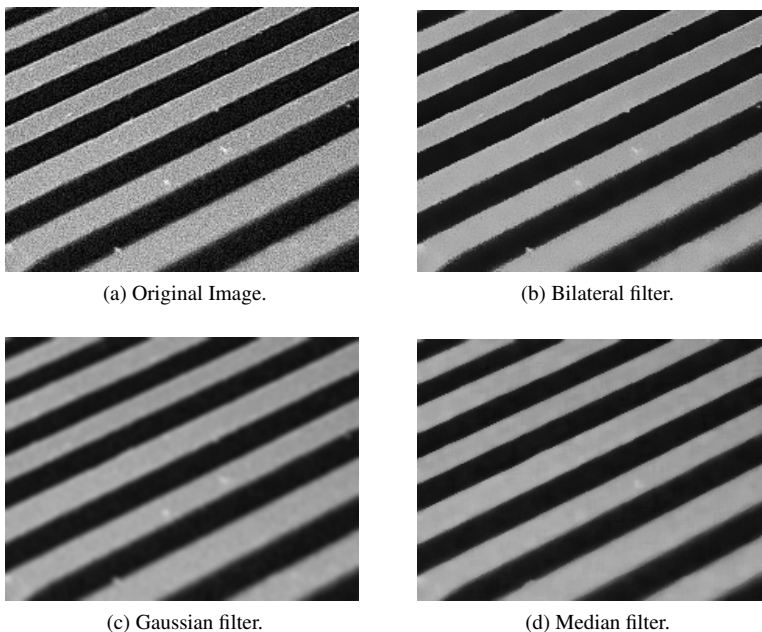 (a) Original Image.
(b) Bilateral filter.
(c) Gaussian filter.
(d) Median filter.